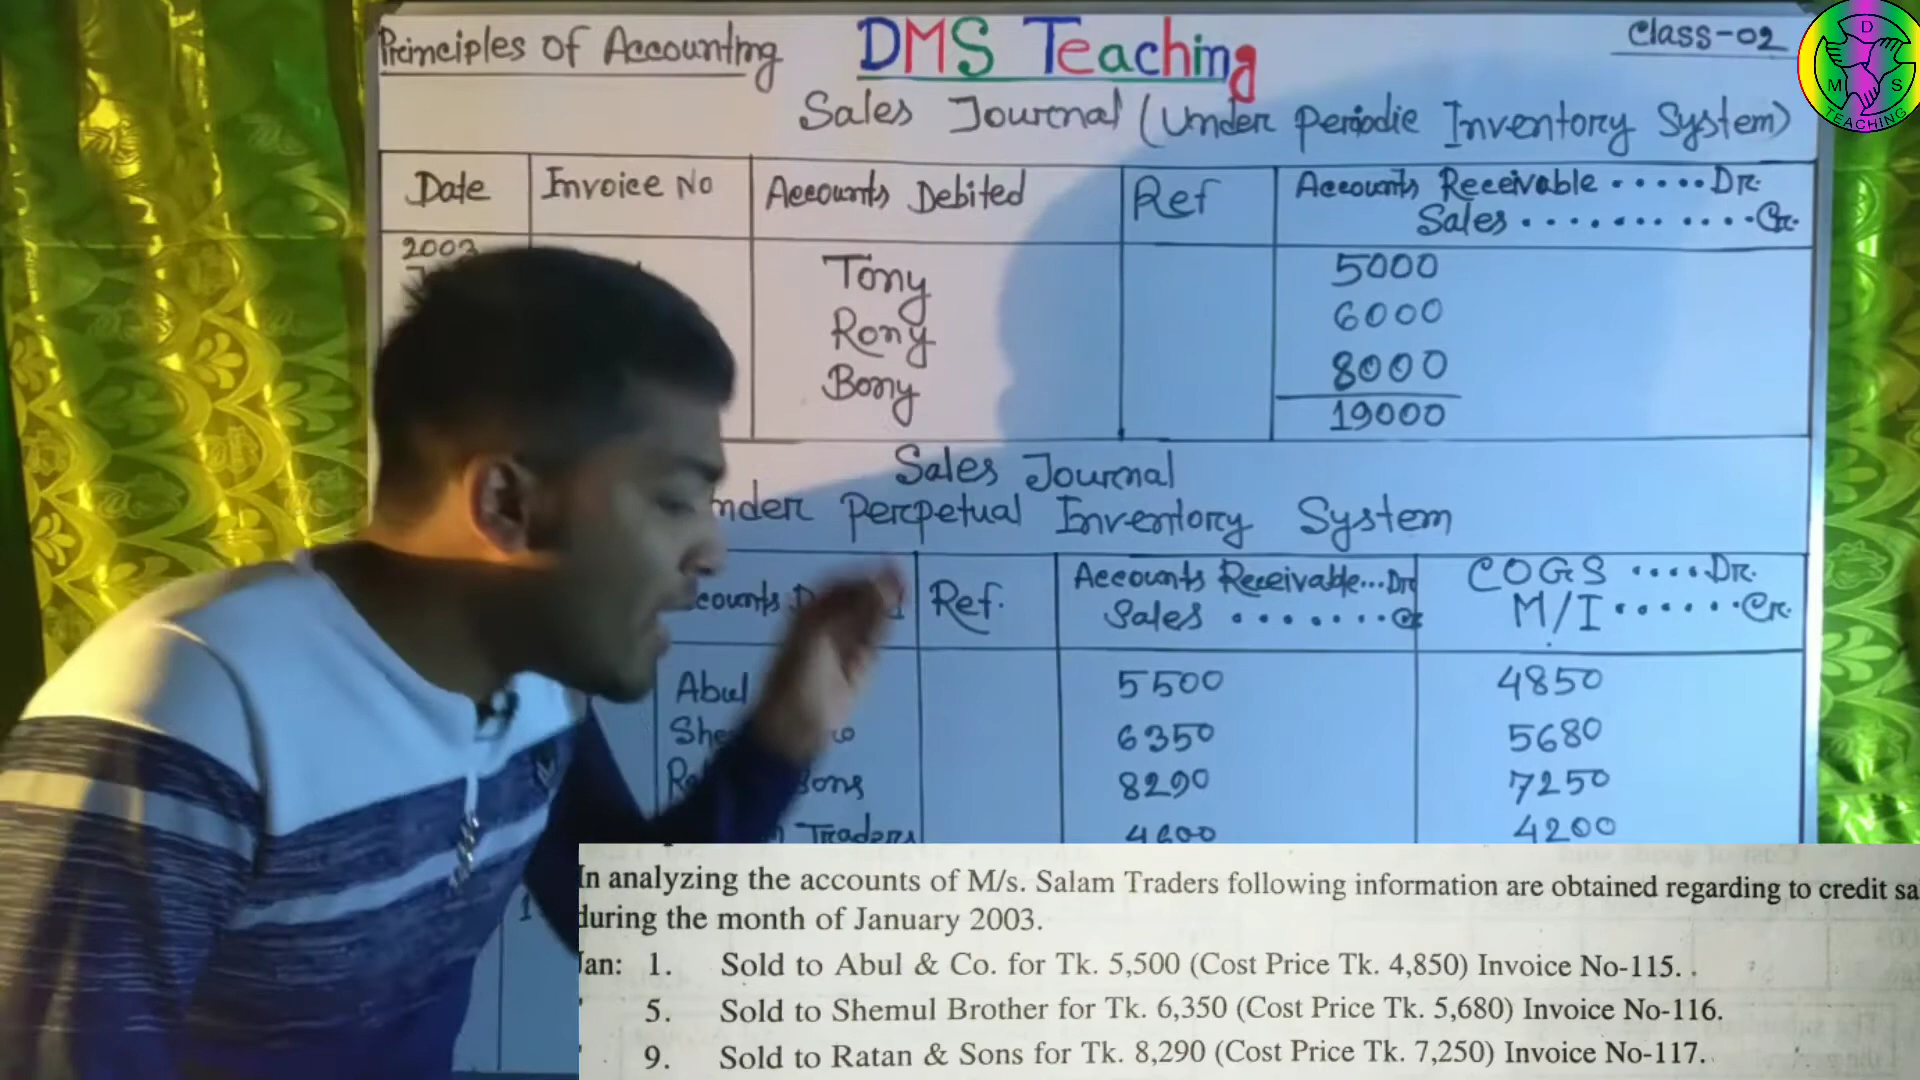 Principles of Accounting
DMS Teaching
Class-02
D
M S
TEACHING
Sales Journal (Under Periodic Inventory System)
Date
Invoice No
Accounts Debited
Ref
Accounts Receivable ..... Dr.
Sales ........... Cr.
2003
Tony
5000
Rony
6000
Bony
8000
19000
Sales Journal
nder Perpetual Inventory System
Ref.
Accounts Receivable... Dr
Sales ....... Cr
COGS .... Dr.
M/I ...... Cr.
Abul
5500
4850
6350
5680
8290
7250
Traders
4600
4200
In analyzing the accounts of M/s. Salam Traders following information are obtained regarding to credit sa
during the month of January 2003.
Jan: 1. Sold to Abul & Co. for Tk. 5,500 (Cost Price Tk. 4,850) Invoice No-115.
5. Sold to Shemul Brother for Tk. 6,350 (Cost Price Tk. 5,680) Invoice No-116.
9. Sold to Ratan & Sons for Tk. 8,290 (Cost Price Tk. 7,250) Invoice No-117.